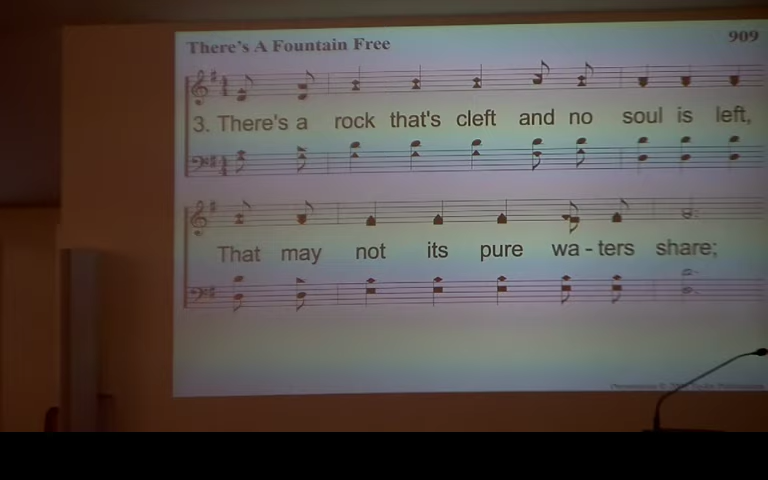 There's A Fountain Free
909
3. There's a rock that's cleft and no soul is left,
That may not its pure wa - ters share;